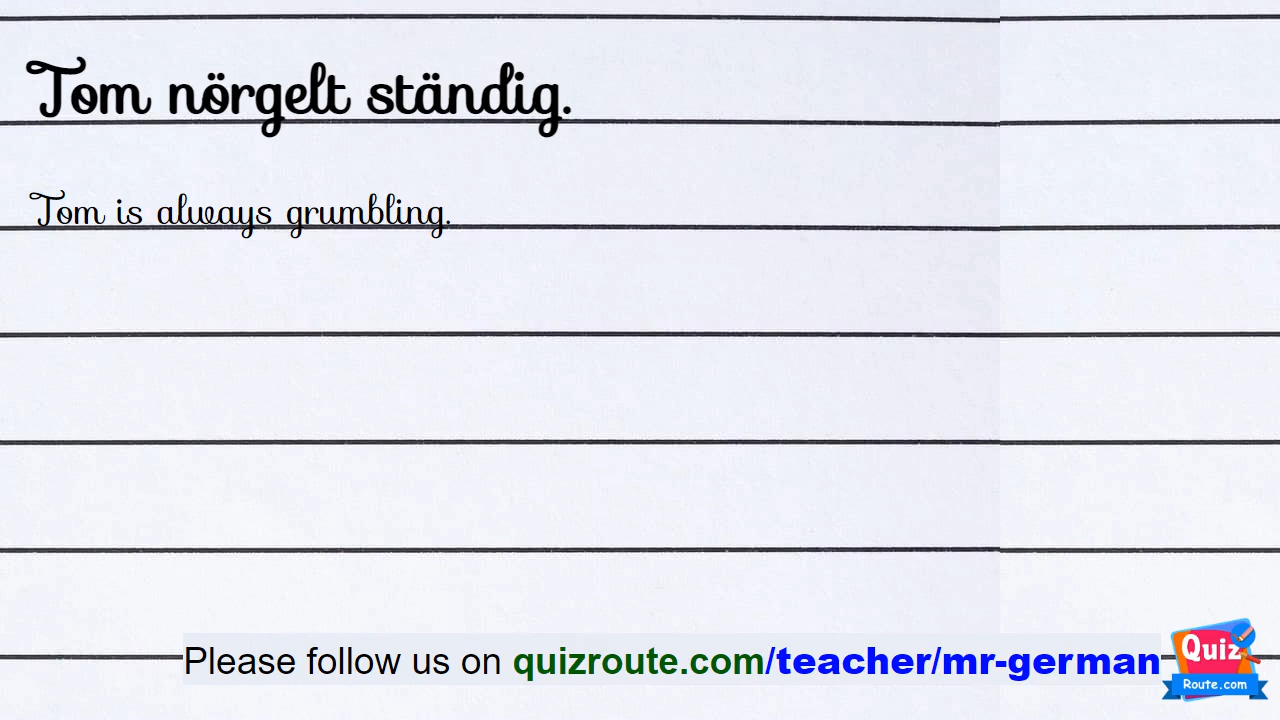 Tom nörgelt ständig.
Tom is always grumbling.
Please follow us on quizroute.com/teacher/mr-german
Quiz
Route.com